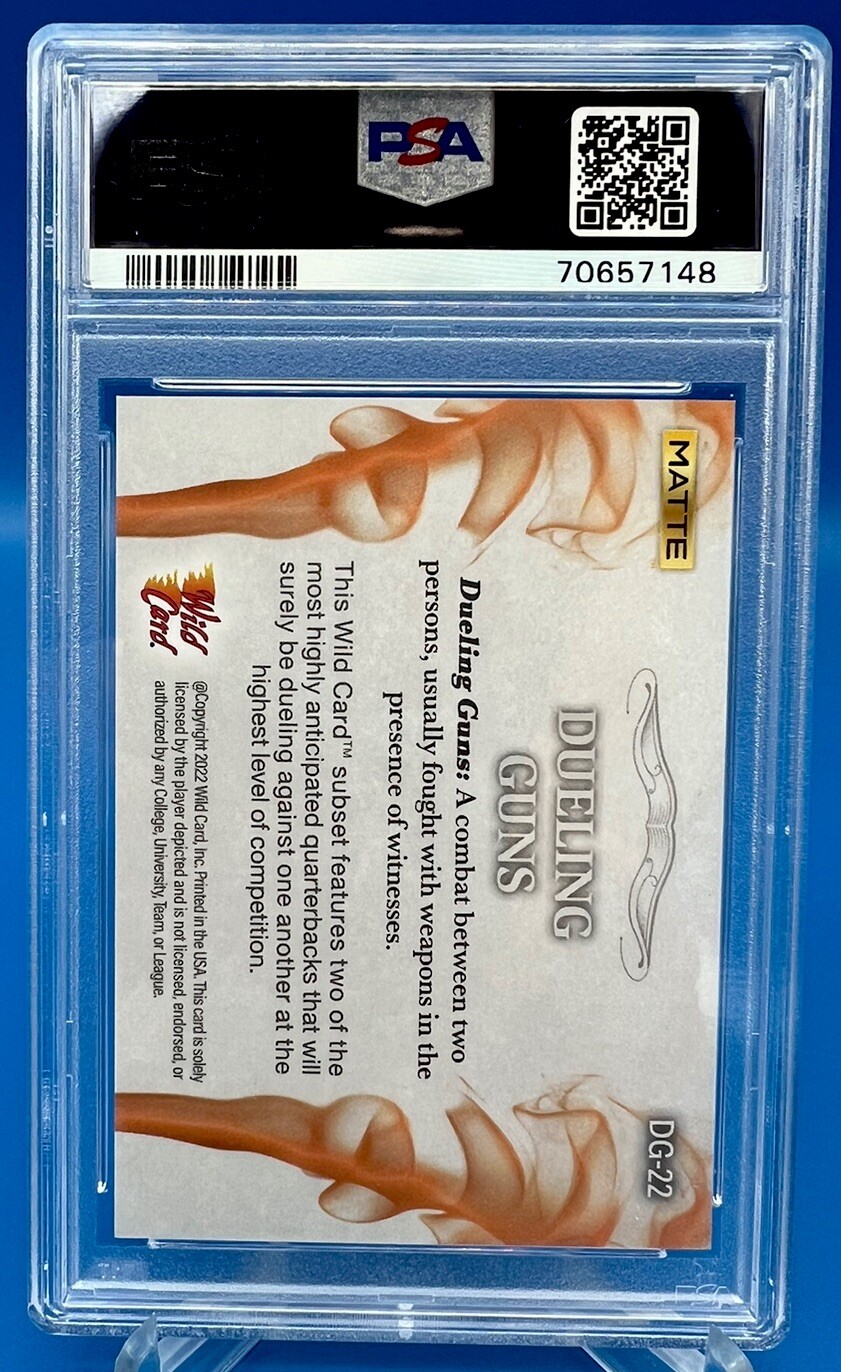 PSA
70657148
MATTE
DG-22
DUELING
GUNS
Dueling Guns: A combat between two
persons, usually fought with weapons in the
presence of witnesses.
This Wild Card™ subset features two of the
most highly anticipated quarterbacks that will
surely be dueling against one another at the
highest level of competition.
Wild
Card
@Copyright 2022 Wild Card, Inc. Printed in the USA. This card is solely
licensed by the player depicted and is not licensed, endorsed, or
authorized by any College, University, Team, or League.
PSA